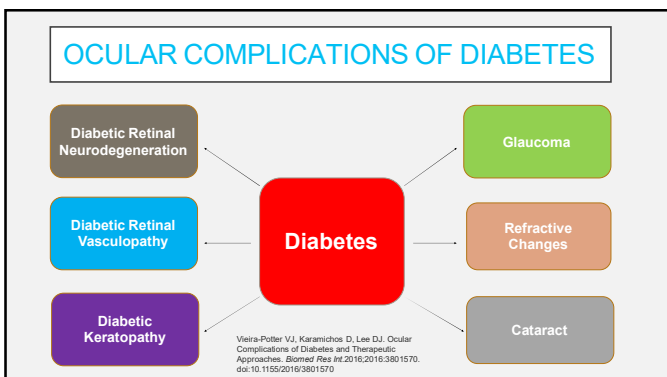 OCULAR COMPLICATIONS OF DIABETES
Diabetic Retinal
Neurodegeneration
Diabetic Retinal
Vasculopathy
Diabetic
Keratopathy
Diabetes
Glaucoma
Refractive
Changes
Cataract
Vieira-Potter VJ, Karamichos D, Lee DJ. Ocular
Complications of Diabetes and Therapeutic
Approaches. Biomed Res Int.2016;2016:3801570.
doi:10.1155/2016/3801570